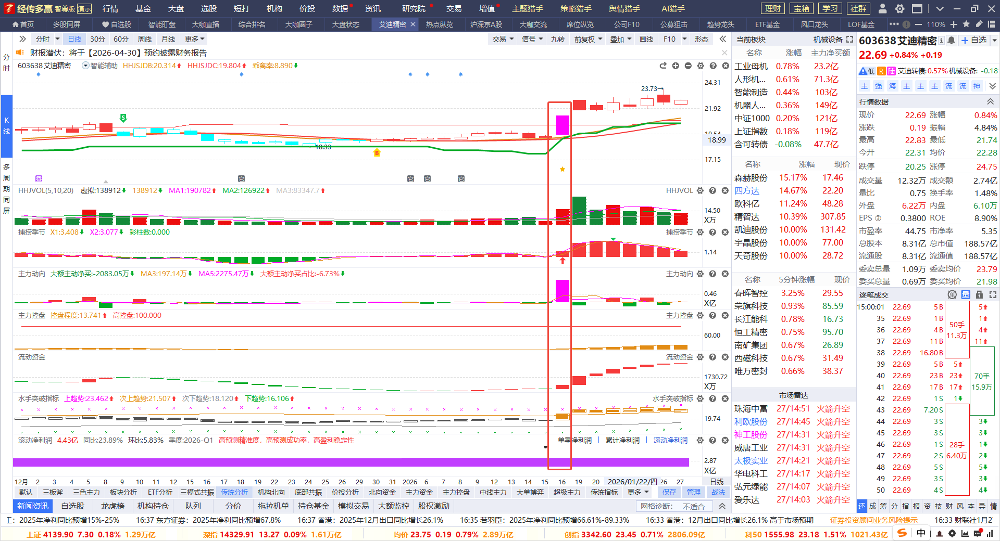 经传多赢 智尊版 演示 行情 基金 大盘 选股 短打 机构 价投 数据 资讯 研究院 交易 增值 主题猎手 策略猎手 舆情猎手 AI猎手 理财 宝箱 学习 社群
首页 多股同屏 自选股 智能盯盘 大咖直播 综合排名 大咖圈子 大盘状态 艾迪精密 × 热点纵览 沪深京A股 大咖交流 席位纵览 公司F10 公募狙击 趋势龙头 ETF基金 风口龙头 LOF基金 110%
分时 日线 30分 60分 周线 月线 更多 交易 信号 九转 前复权 叠加 画线 F10 形态
财报潜伏：将于【2026-04-30】预约披露财务报告
603638 艾迪精密 智能辅助 HHJSJDB:20.314 HHJSJDC:19.804 乖离率:8.890
分时
K线
多周期同屏
24.31
23.73
21.92
19.54
18.99
18.33
17.15
S
B
HHJVOL(5,10,20) 虚拟:138912 138912 MA1:190782 MA2:126922 MA3:83347.7 HHJVOL
14.50
X万
捕捞季节 X1:3.408 X2:3.077 彩柱数:0.000 捕捞季节
1.14
主力动向 大额主动净买:-2083.05万 MA3:197.14万 MA5:2275.47万 大额主动净买占比:-6.73% 主力动向
0.46
X亿
主力控盘 控盘程度:13.741 高控盘:100.000 主力控盘
60.00
流动资金 流动资金
1730.72
X万
水手突破指标 上趋势:23.462 次上趋势:21.507 次下趋势:18.120 下趋势:16.106 水手突破指标
19.74
滚动净利润 4.43亿 同比:23.89% 环比:5.83% 季度:2026-Q1 高预测精准度，高预测成功率，高盈利稳定性 单季净利润 累计净利润 滚动净利润
2.87
X亿
12月 2 3 4 5 8 9 10 11 12 15 16 17 18 19 22 23 24 25 26 29 30 31 2026 6 7 8 9 12 13 14 15 16 19 20 2026/01/22/四 26 27 日线
默认 三板斧 三色主力 板块分析 ETF分析 三模式共振 传统分析 机构北向 底部共振 价投分析 北向资金 主力资金 主力控盘 中线主力 大单博弈 超级主力 传统指标 更多 保存 管理 战法
新闻资讯 自选股 龙虎榜 机构持仓 队列 分价 拖拉机单 持仓基金 模拟交易 大额监控 股权激励 网格诊断： 不适合
当前板块 机械设备
名称 涨幅 主力净买额
工业母机 0.78% 23.2亿
人形机... 0.61% 71.3亿
智能制造 0.44% 103亿
机器人... 0.36% 149亿
中证1000 0.20% 121亿
上证指数 0.18% 119亿
含可转债 -0.08% 47.7亿
名称 涨幅 现价
森赫股份 15.17% 17.46
四方达 14.67% 22.20
欧科亿 11.24% 48.28
精智达 10.39% 307.85
凯迪股份 10.00% 131.42
宇晶股份 10.00% 77.00
天奇股份 10.00% 28.72
名称 5分钟涨幅 现价
春晖智控 3.25% 29.55
荣旗科技 0.93% 85.59
长江能科 0.78% 16.73
恒工精密 0.75% 95.70
南矿集团 0.67% 26.89
西磁科技 0.67% 31.49
唯万密封 0.66% 38.37
市场雷达
珠海中富 27/14:51 火箭升空
利欧股份 27/14:45 火箭升空
神工股份 27/14:31 火箭升空
威唐工业 27/14:31 火箭升空
太极实业 27/14:21 火箭升空
华电科工 27/14:17 火箭升空
弘元绿能 27/14:07 火箭升空
爱乐达 27/14:03 火箭升空
603638 艾迪精密 自选
22.69 +0.84% +0.19
低 R 陆 艾迪转债:0.57% 机械设备: -0.18
主 强 海 主 主 主 流 流 神
行情数据
现价 22.69 涨幅 0.84%
涨跌 0.19 振幅 4.84%
最高 22.83 最低 21.74
今开 22.31 均价 22.28
跌停 20.25 涨停 24.75
成交量 12.32万 成交额 2.74亿
量比 0.75 换手率 1.48%
外盘 6.22万 内盘 6.10万
EPS ③ 0.3800 ROE 8.90%
市盈率 44.75 市净率 5.35
总股本 8.31亿 总市值 188.57亿
流通股 8.31亿 流通值 188.57亿
委卖总量 1.09万 委卖均价 23.79
委买总量 0.69万 委买均价 21.98
逐笔成交
15:00:01 22.69 5 B 5
35 22.69 1 B 1
36 22.69 4 B 4
37 22.69 11 B 11
38 22.69 16.80 B
39 22.69 5 B 5
40 22.69 23 B 23
41 22.69 17 B 17
42 22.69 1 S 1
43 22.69 7.20 S
44 22.69 3 S 3
45 22.69 3 S 3
46 22.69 1 S 1
47 22.69 2 S 2
48 22.69 5 S 5
49 22.69 3 S 3
50 22.69 4 S 4
50手
11.3万
70手
15.9万
28手
6.40万
还 成 筹 分 指 报 资 技 财 风 本 异 情
工：2025年净利同比预增15%-25% 16:37 东方证券：2025年净利同比预增67.8% 16:37 香港：2025年12月出口同比增长26.1% 16:35 若羽臣：2025年净利同比预增66.61%-89.33% 16:33 香港：12月出口同比增长26.1% 高于市场预期 证券投资顾问业务风险提示 16:33 财联社1月2
上证 4139.90 7.30 0.18% 1.29万亿 深指 14329.91 13.27 0.09% 1.61万亿 均价 23.75 0.19 0.79% 2.89万亿 创指 3342.60 23.45 0.71% 2806.09亿 科50 1555.98 23.18 1.51% 1021.43亿 中